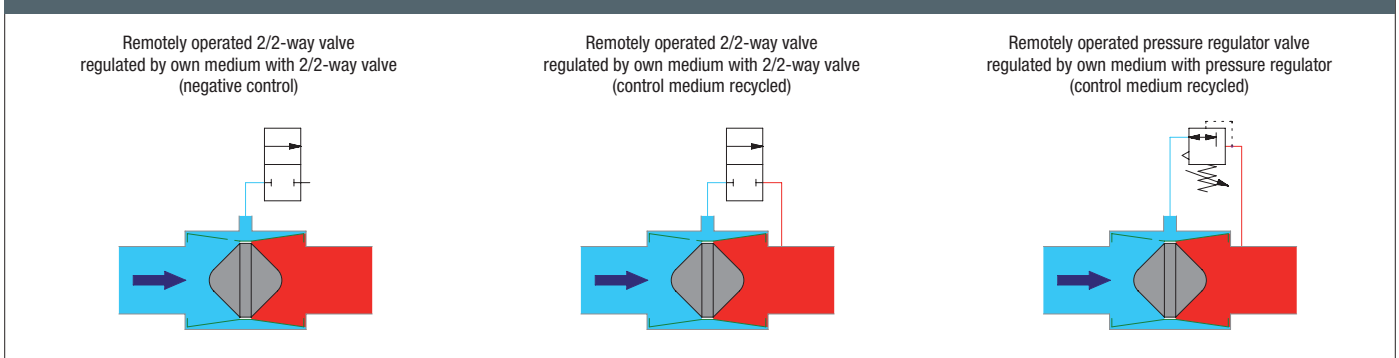 Remotely operated 2/2-way valve
regulated by own medium with 2/2-way valve
(negative control)
Remotely operated 2/2-way valve
regulated by own medium with 2/2-way valve
(control medium recycled)
Remotely operated pressure regulator valve
regulated by own medium with pressure regulator
(control medium recycled)